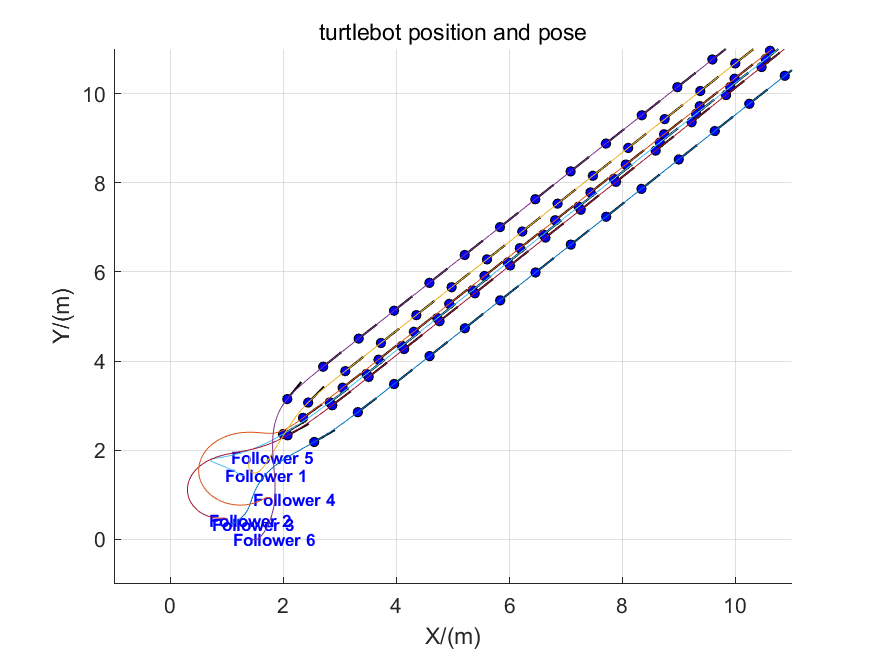 turtlebot position and pose
Y/(m)
10
8
6
4
2
0
Follower 5
Follower 1
Follower 4
Follower 2
Follower 3
Follower 6
0
2
4
6
8
10
X/(m)